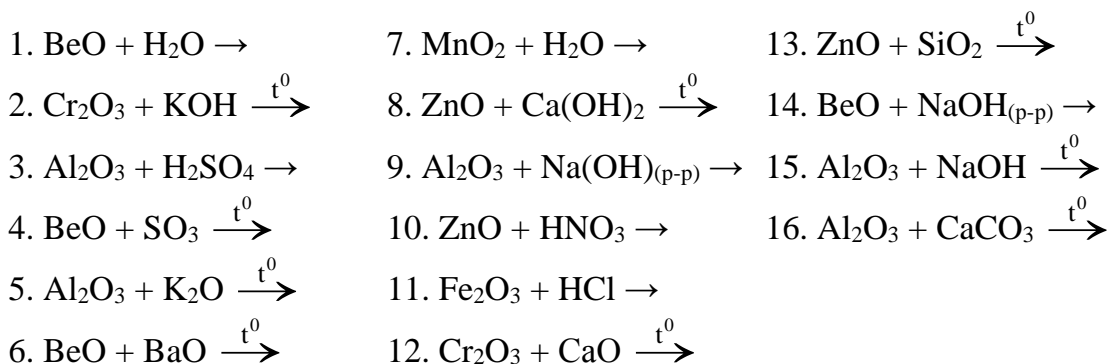 1. BeO + H₂O →
2. Cr₂O₃ + KOH —t⁰→
3. Al₂O₃ + H₂SO₄ →
4. BeO + SO₃ —t⁰→
5. Al₂O₃ + K₂O —t⁰→
6. BeO + BaO —t⁰→
7. MnO₂ + H₂O →
8. ZnO + Ca(OH)₂ —t⁰→
9. Al₂O₃ + Na(OH)₍р-р₎ →
10. ZnO + HNO₃ →
11. Fe₂O₃ + HCl →
12. Cr₂O₃ + CaO —t⁰→
13. ZnO + SiO₂ —t⁰→
14. BeO + NaOH₍р-р₎ →
15. Al₂O₃ + NaOH —t⁰→
16. Al₂O₃ + CaCO₃ —t⁰→